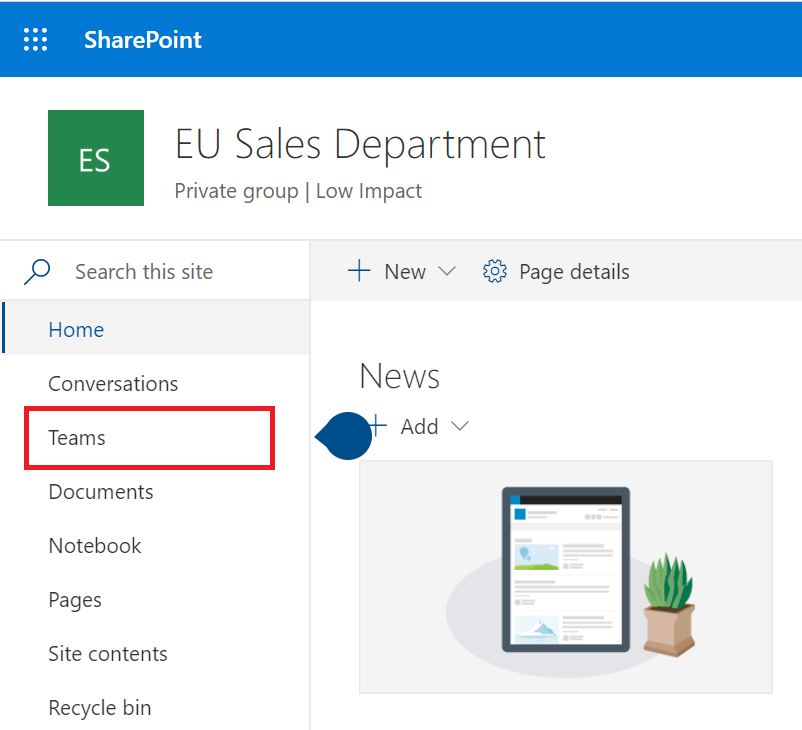 SharePoint
ES
EU Sales Department
Private group | Low Impact
Search this site
New
Page details
Home
Conversations
Teams
Documents
Notebook
Pages
Site contents
Recycle bin
News
Add